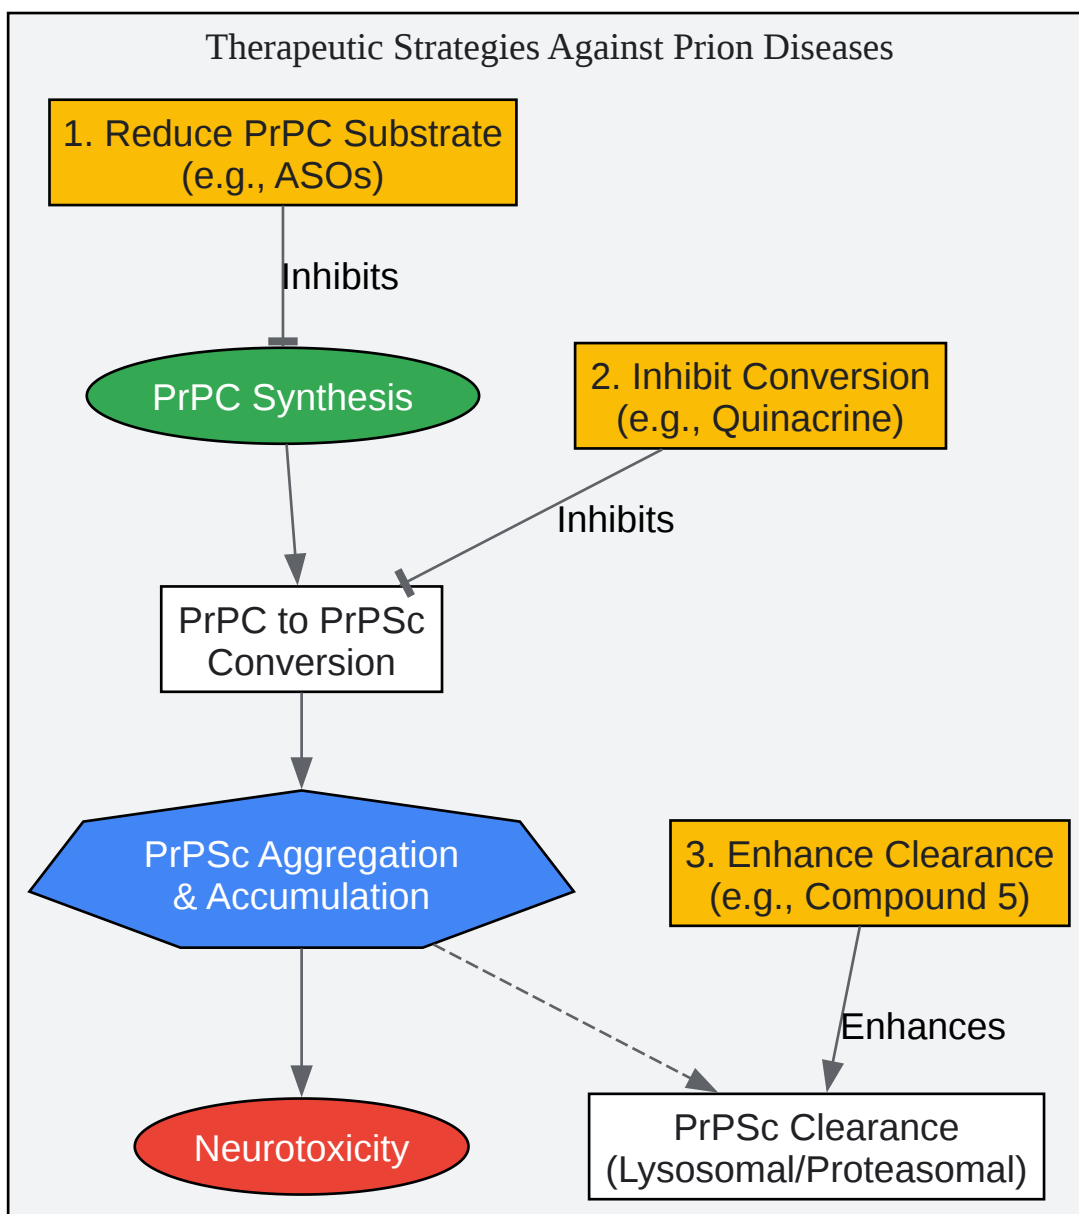 Therapeutic Strategies Against Prion Diseases
1. Reduce PrPC Substrate
(e.g., ASOs)
Inhibits
PrPC Synthesis
2. Inhibit Conversion
(e.g., Quinacrine)
Inhibits
PrPC to PrPSc
Conversion
PrPSc Aggregation
& Accumulation
3. Enhance Clearance
(e.g., Compound 5)
Enhances
Neurotoxicity
PrPSc Clearance
(Lysosomal/Proteasomal)